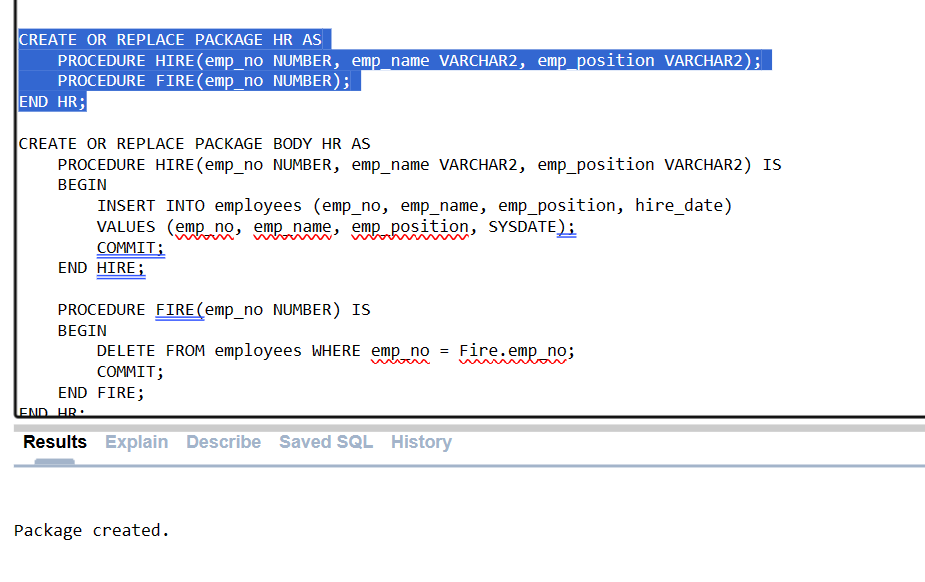 CREATE OR REPLACE PACKAGE HR AS
    PROCEDURE HIRE(emp_no NUMBER, emp_name VARCHAR2, emp_position VARCHAR2);
    PROCEDURE FIRE(emp_no NUMBER);
END HR;

CREATE OR REPLACE PACKAGE BODY HR AS
    PROCEDURE HIRE(emp_no NUMBER, emp_name VARCHAR2, emp_position VARCHAR2) IS
    BEGIN
        INSERT INTO employees (emp_no, emp_name, emp_position, hire_date)
        VALUES (emp_no, emp_name, emp_position, SYSDATE);
        COMMIT;
    END HIRE;

    PROCEDURE FIRE(emp_no NUMBER) IS
    BEGIN
        DELETE FROM employees WHERE emp_no = Fire.emp_no;
        COMMIT;
    END FIRE;
END HR;
Results Explain Describe Saved SQL History
Package created.